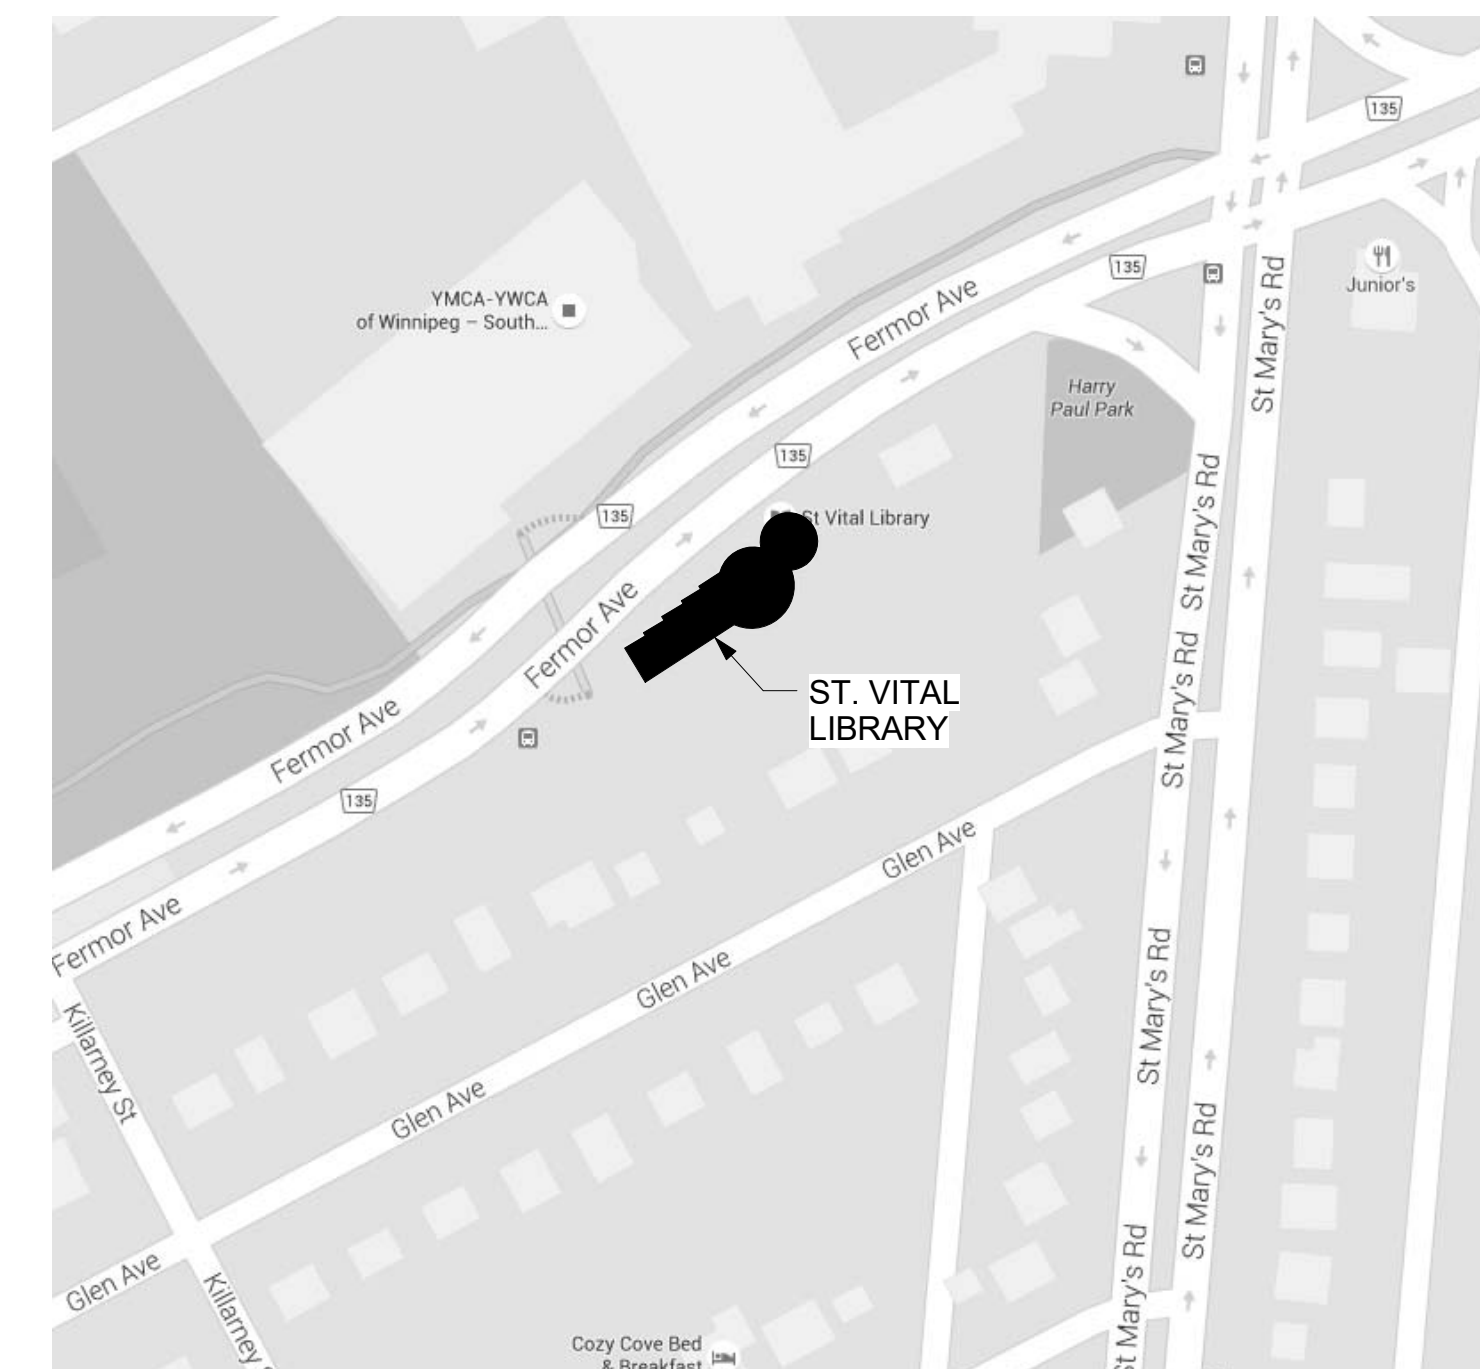 135
135
St Mary's Rd
Junior's
Fermor Ave
YMCA-YWCA
of Winnipeg – South...
Harry
Paul Park
135
St Mary's Rd
135
St Vital Library
Fermor Ave
St Mary's Rd
ST. VITAL
LIBRARY
Fermor Ave
135
Glen Ave
Fermor Ave
St Mary's Rd
Glen Ave
Killarney St
Glen Ave
St Mary's Rd
Glen Ave
Killarney S
St Mary's Rd
Cozy Cove Bed
& Breakfast